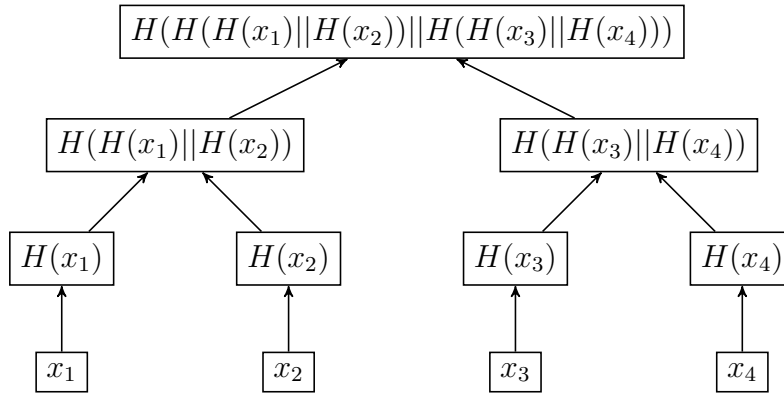 H(H(H(x₁)||H(x₂))||H(H(x₃)||H(x₄)))
H(H(x₁)||H(x₂)) H(H(x₃)||H(x₄))
H(x₁) H(x₂) H(x₃) H(x₄)
x₁ x₂ x₃ x₄